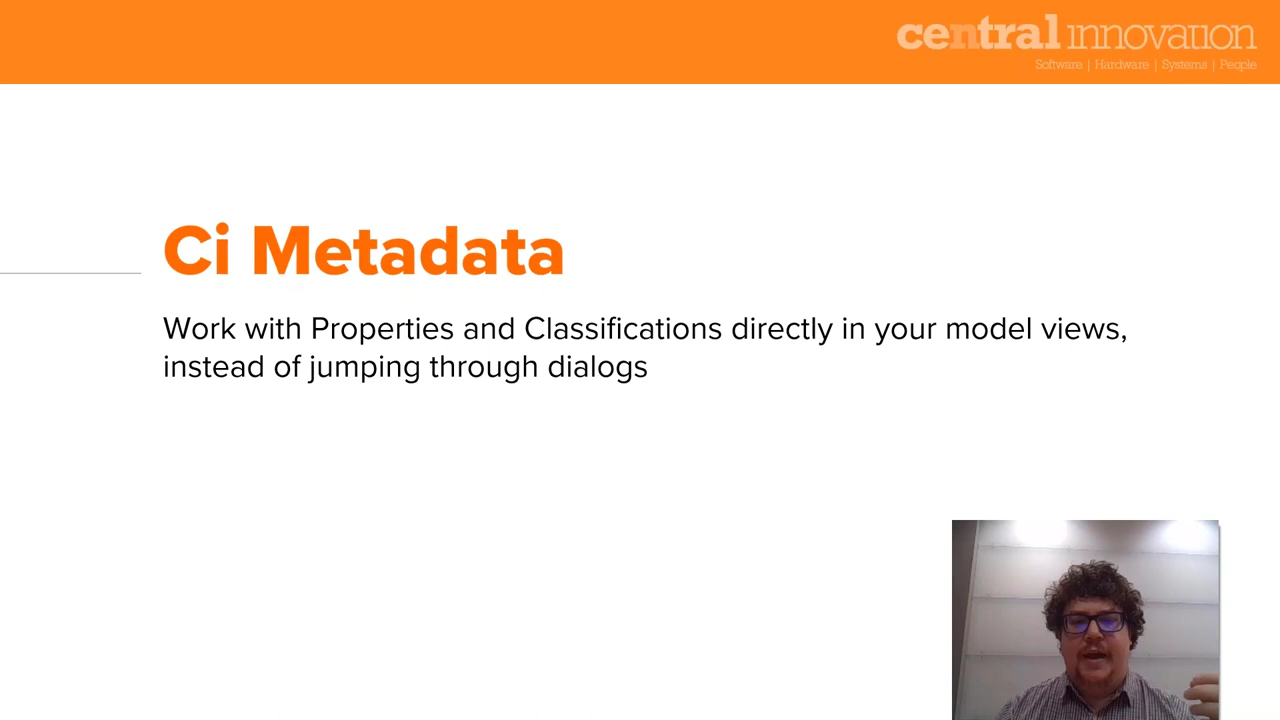 central innovation
Software | Hardware | Systems | People
Ci Metadata
Work with Properties and Classifications directly in your model views,
instead of jumping through dialogs